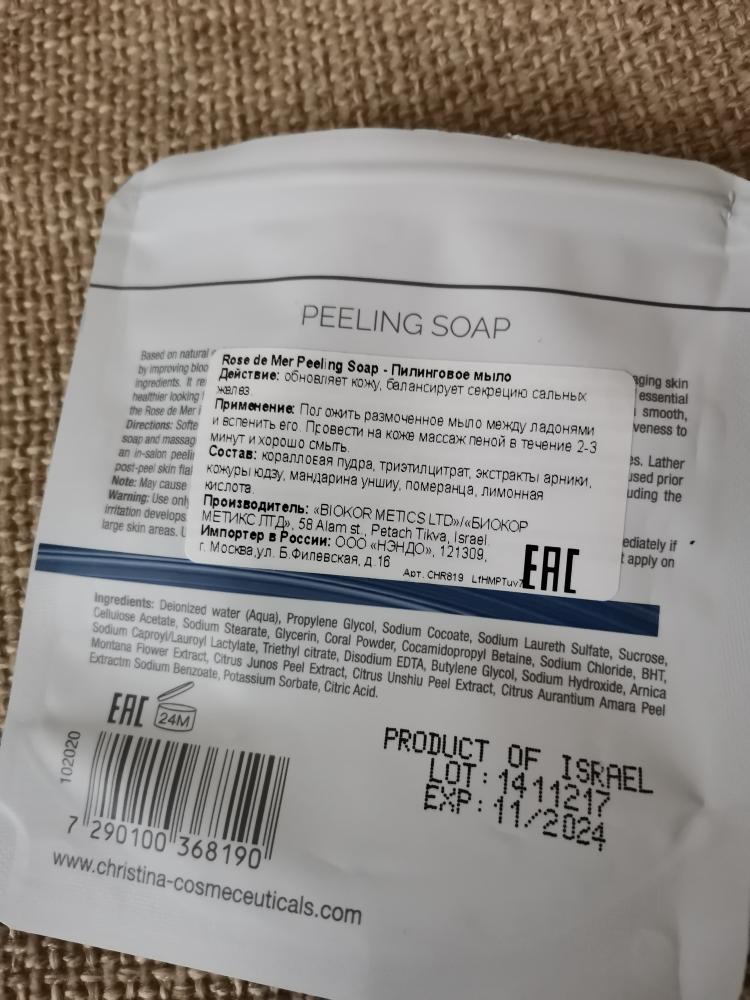 PEELING SOAP
Based on natural
by improving
ingredients. It
healthier looking
the Rose de Mer
Directions:
soap and massag
an in-salon
post-peel skin
Note: May cause
Warning: Use only
irritation develops
large skin areas.
aging skin
essential
smooth,
veness to
Lather
used prior
uding the
ediately if
apply on
Rose de Mer Peeling Soap - Пилинговое мыло
Действие: обновляет кожу, балансирует секрецию сальных
желез.
Применение: Положить размоченное мыло между ладонями
и вспенить его. Провести на коже массаж пеной в течение 2-3
минут и хорошо смыть.
Состав: коралловая пудра, триэтилцитрат, экстракты арники,
кожуры юдзу, мандарина уншиу, померанца, лимонная
кислота.
Производитель: «BIOKOR METICS LTD»/«БИОКОР
МЕТИКС ЛТД», 58 Alam st., Petach Tikva, Israel.
Импортер в России: ООО «НЭНДО», 121309,
г. Москва,ул. Б.Филевская, д.16
Арт. CHR819
EAC
Ingredients: Deionized water (Aqua), Propylene Glycol, Sodium Cocoate, Sodium Laureth Sulfate, Sucrose,
Cellulose Acetate, Sodium Stearate, Glycerin, Coral Powder, Cocamidopropyl Betaine, Sodium Chloride, BHT,
Sodium Caproyl/Lauroyl Lactylate, Triethyl citrate, Disodium EDTA, Butylene Glycol, Sodium Hydroxide, Arnica
Montana Flower Extract, Citrus Junos Peel Extract, Citrus Unshiu Peel Extract, Citrus Aurantium Amara Peel
Extractm Sodium Benzoate, Potassium Sorbate, Citric Acid.
EAC
24M
102020
PRODUCT OF ISRAEL
LOT:1411217
EXP:11/2024
7 290100 368190
www.christina-cosmeceuticals.com